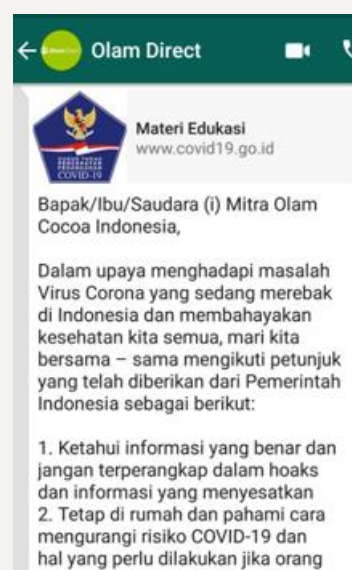 Olam Direct
Materi Edukasi
www.covid19.go.id
COVID-19
Bapak/Ibu/Saudara (i) Mitra Olam
Cocoa Indonesia,
Dalam upaya menghadapi masalah
Virus Corona yang sedang merebak
di Indonesia dan membahayakan
kesehatan kita semua, mari kita
bersama – sama mengikuti petunjuk
yang telah diberikan dari Pemerintah
Indonesia sebagai berikut:
1. Ketahui informasi yang benar dan
jangan terperangkap dalam hoaks
dan informasi yang menyesatkan
2. Tetap di rumah dan pahami cara
mengurangi risiko COVID-19 dan
hal yang perlu dilakukan jika orang